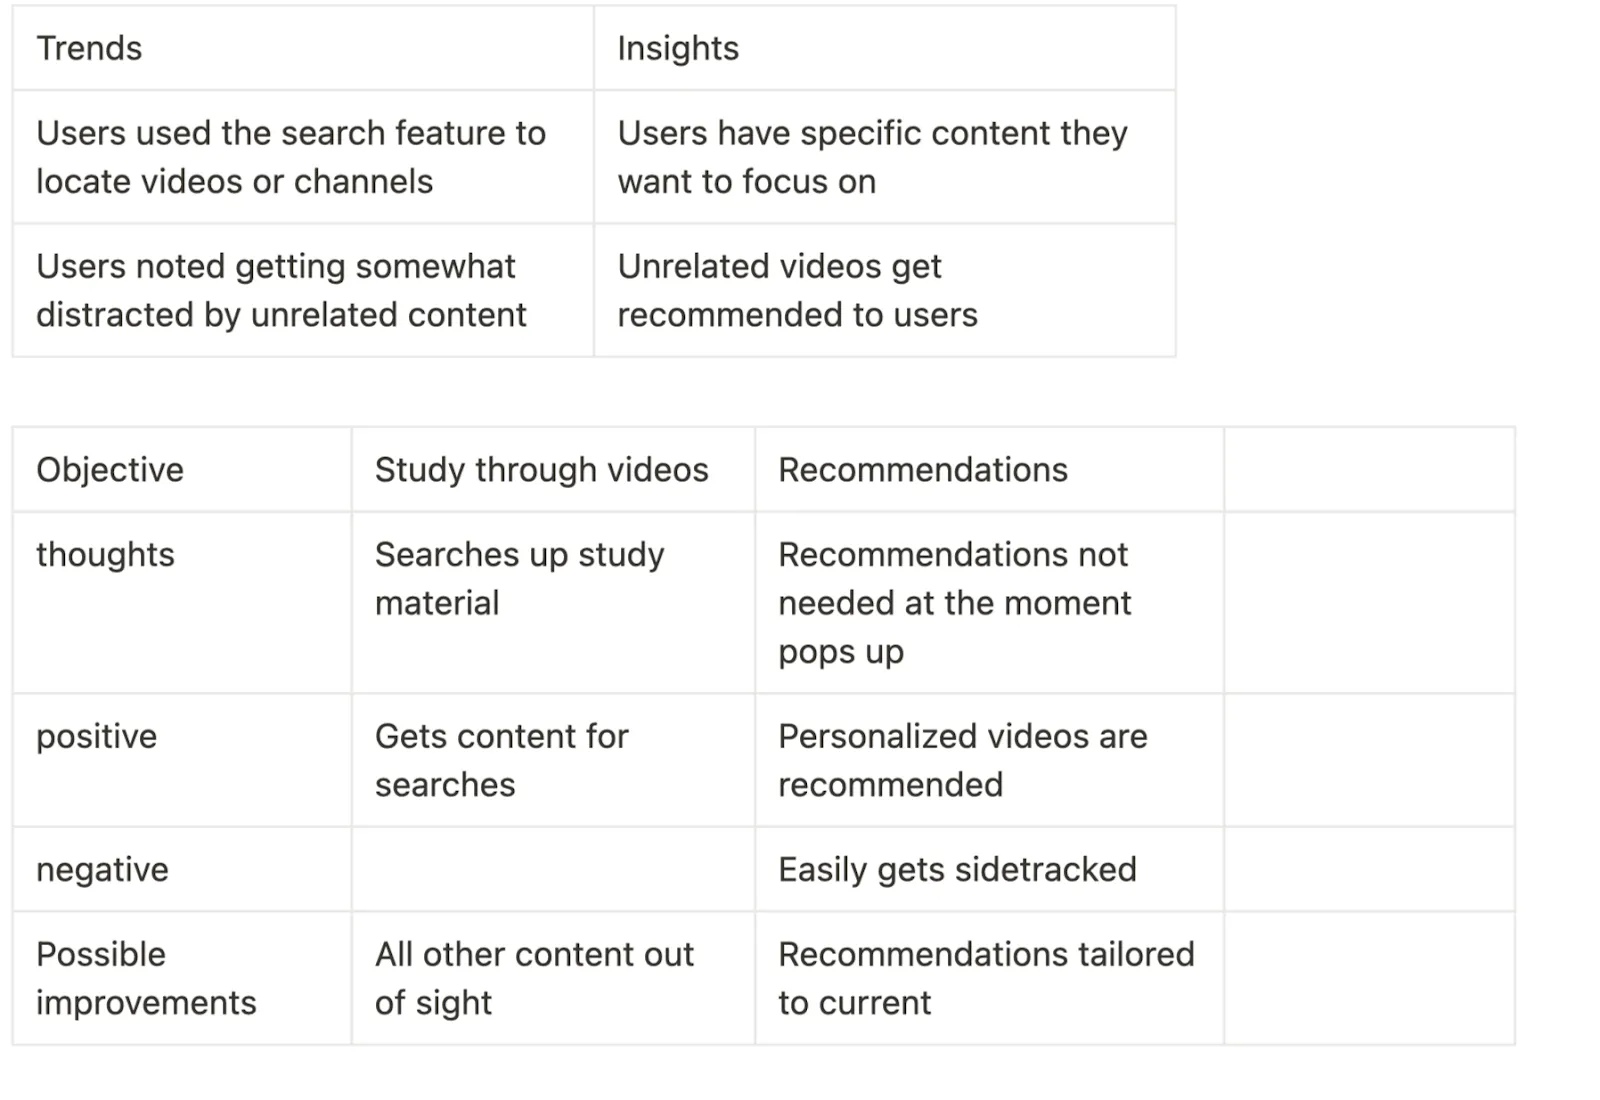 Trends
Insights
Users used the search feature to
locate videos or channels
Users have specific content they
want to focus on
Users noted getting somewhat
distracted by unrelated content
Unrelated videos get
recommended to users
Objective
Study through videos
Recommendations
thoughts
Searches up study
material
Recommendations not
needed at the moment
pops up
positive
Gets content for
searches
Personalized videos are
recommended
negative
Easily gets sidetracked
Possible
improvements
All other content out
of sight
Recommendations tailored
to current